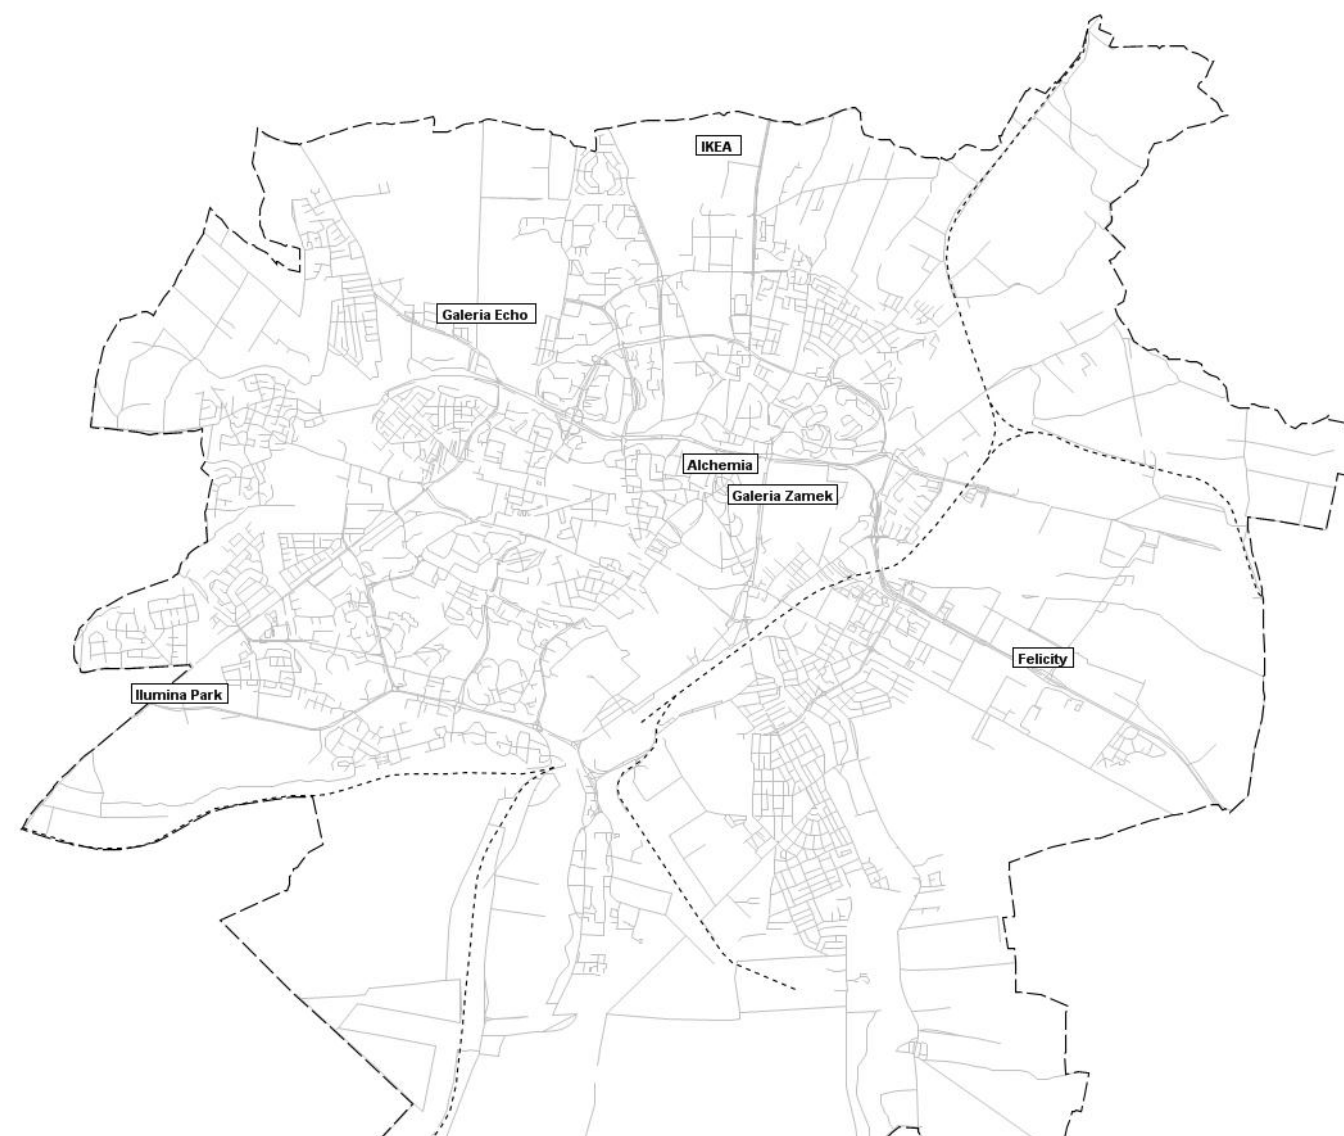 IKEA
Galeria Echo
Alchemia
Galeria Zamek
Felicity
Ilumina Park